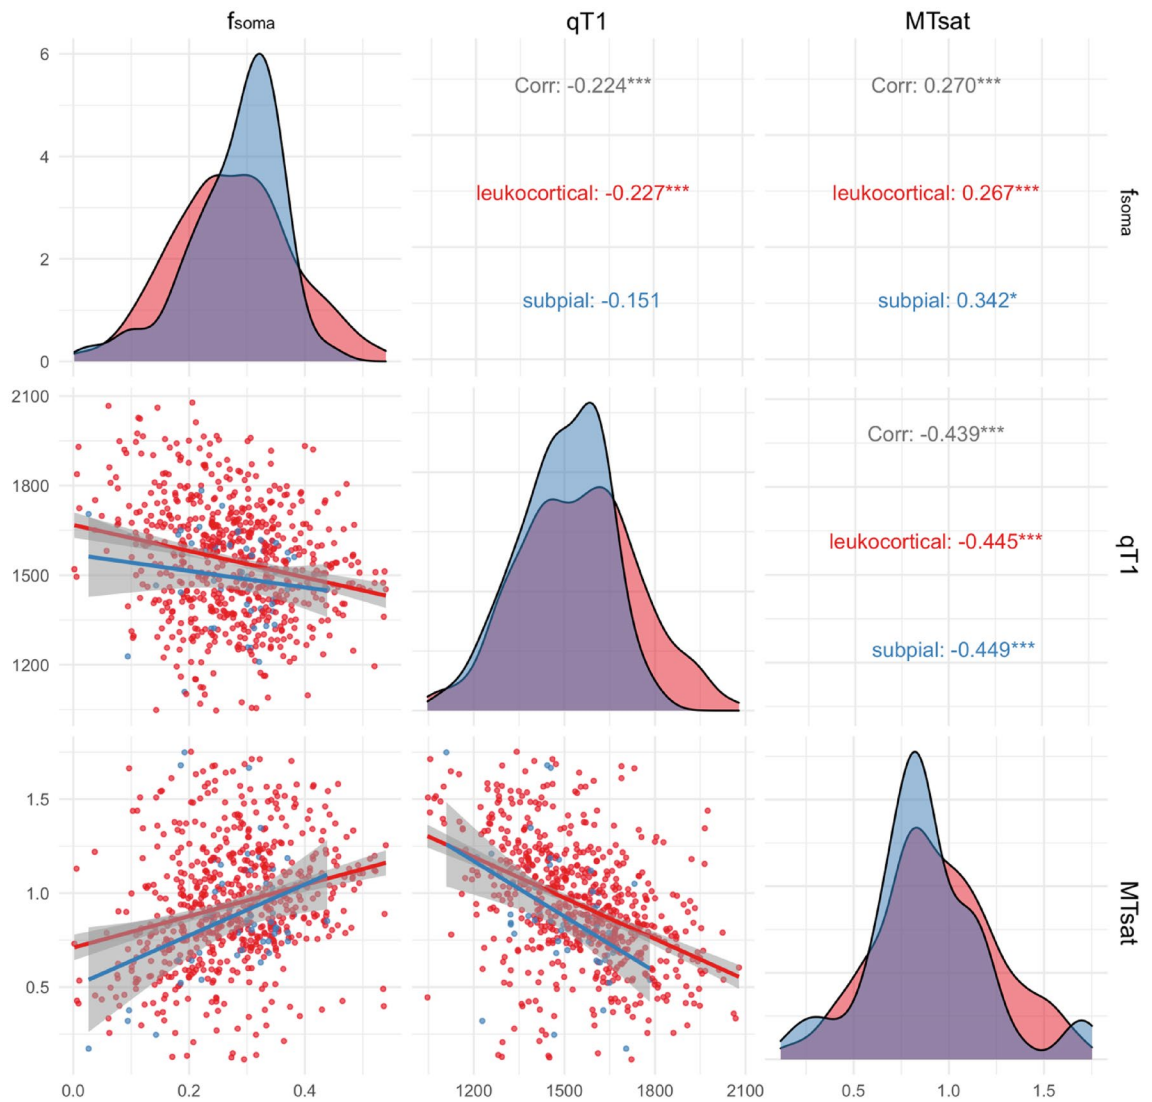 fsoma
qT1
MTsat
6
4
2
0
Corr: -0.224***
leukocortical: -0.227***
subpial: -0.151
Corr: 0.270***
leukocortical: 0.267***
subpial: 0.342*
fsoma
2100
1800
1500
1200
Corr: -0.439***
leukocortical: -0.445***
subpial: -0.449***
qT1
1.5
1.0
0.5
MTsat
0.0
0.2
0.4
1200
1500
1800
2100
0.5
1.0
1.5